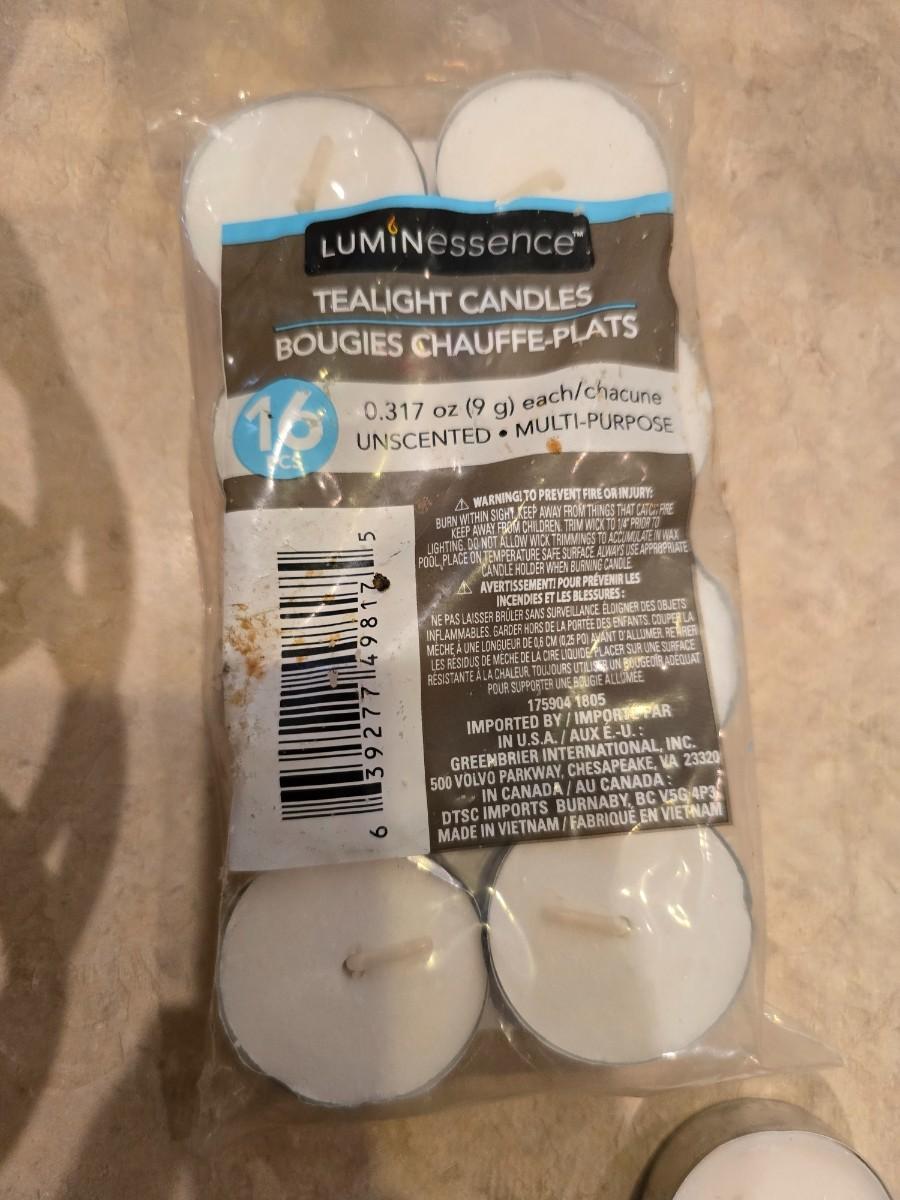 LUMiNessence™
TEALIGHT CANDLES
BOUGIES CHAUFFE-PLATS
16
PCS
0.317 oz (9 g) each/chacune
UNSCENTED • MULTI-PURPOSE
⚠ WARNING! TO PREVENT FIRE OR INJURY:
BURN WITHIN SIGHT, KEEP AWAY FROM THINGS THAT CATCH FIRE
KEEP AWAY FROM CHILDREN. TRIM WICK TO 1/4" PRIOR TO
LIGHTING. DO NOT ALLOW WICK TRIMMINGS TO ACCUMULATE IN WAX
POOL, PLACE ON TEMPERATURE SAFE SURFACE. ALWAYS USE APPROPRIATE
CANDLE HOLDER WHEN BURNING CANDLE.
⚠ AVERTISSEMENT! POUR PRÉVENIR LES
INCENDIES ET LES BLESSURES :
NE PAS LAISSER BRÛLER SANS SURVEILLANCE. ÉLOIGNER DES OBJETS
INFLAMMABLES. GARDER HORS DE LA PORTÉE DES ENFANTS. COUPER LA
MÈCHE À UNE LONGUEUR DE 0,6 CM (0,25 PO) AVANT D'ALLUMER. RETIRER
LES RÉSIDUS DE MÈCHE DE LA CIRE LIQUIDE. PLACER SUR UNE SURFACE
RÉSISTANTE À LA CHALEUR. TOUJOURS UTILISER UN BOUGEOIR ADÉQUAT
POUR SUPPORTER UNE BOUGIE ALLUMÉE.
175904 1805
IMPORTED BY / IMPORTÉ PAR
IN U.S.A. / AUX É.-U. :
GREENBRIER INTERNATIONAL, INC.
500 VOLVO PARKWAY, CHESAPEAKE, VA 23320
IN CANADA / AU CANADA :
DTSC IMPORTS BURNABY, BC V5G 4P3
MADE IN VIETNAM / FABRIQUÉ EN VIETNAM
6 39277 49817 5